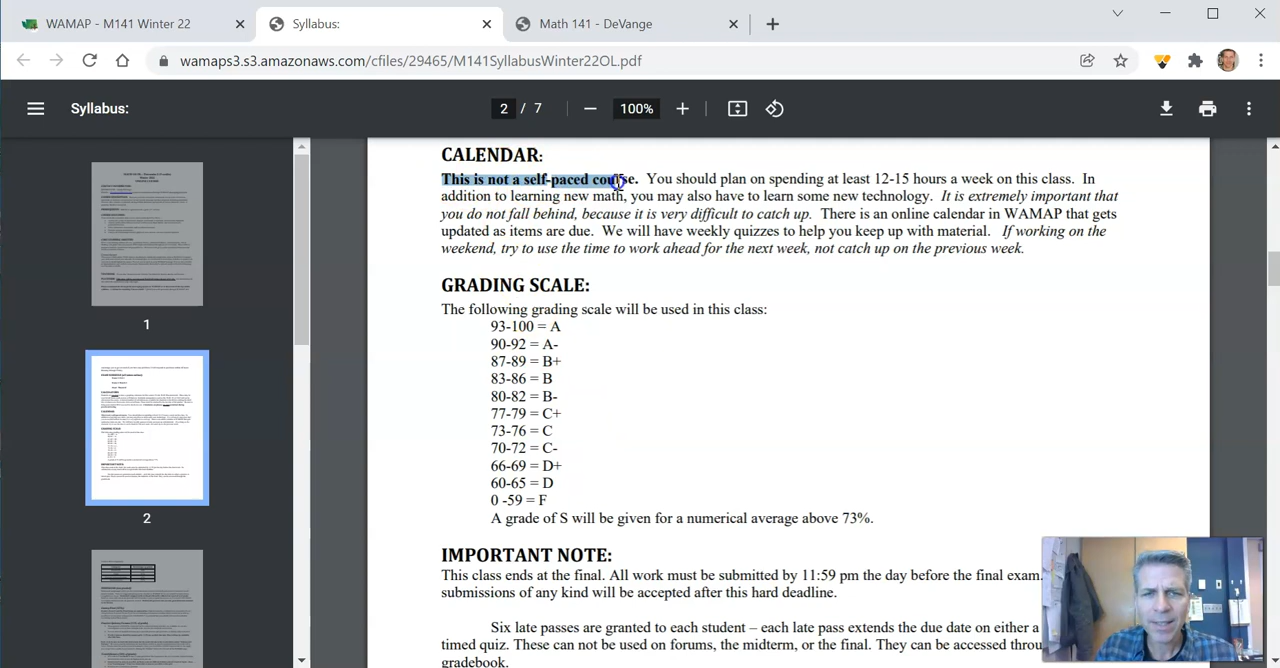 WAMAP - M141 Winter 22
Syllabus:
Math 141 - DeVange
wamaps3.s3.amazonaws.com/cfiles/29465/M141SyllabusWinter22OL.pdf
Syllabus:
2 / 7
100%
CALENDAR:
This is not a self-paced course. You should plan on spending at least 12-15 hours a week on this class. In
addition to learning new math, you may also have to learn some new technology. It is extremely important that
you do not fall behind, because it is very difficult to catch up. There is an online calendar in WAMAP that gets
updated as items are due. We will have weekly quizzes to help you keep up with material. If working on the
weekend, try to use the time to work ahead for the next week, not catch up on the previous week.
GRADING SCALE:
The following grading scale will be used in this class:
93-100 = A
90-92 = A-
87-89 = B+
83-86 = B
80-82 = B-
77-79 = C+
73-76 = C
70-72 = C-
66-69 = D+
60-65 = D
0 -59 = F
A grade of S will be given for a numerical average above 73%.
IMPORTANT NOTE:
This class ends at the final. All work must be submitted by 11:59 pm the day before the final exam.
submissions of any kind will be accepted after this hard deadline.
Six
to each student – each
the due date on either a
timed quiz. These can not be used on forums, the midterm, or the final. They can be accessed
gradebook.
1
2